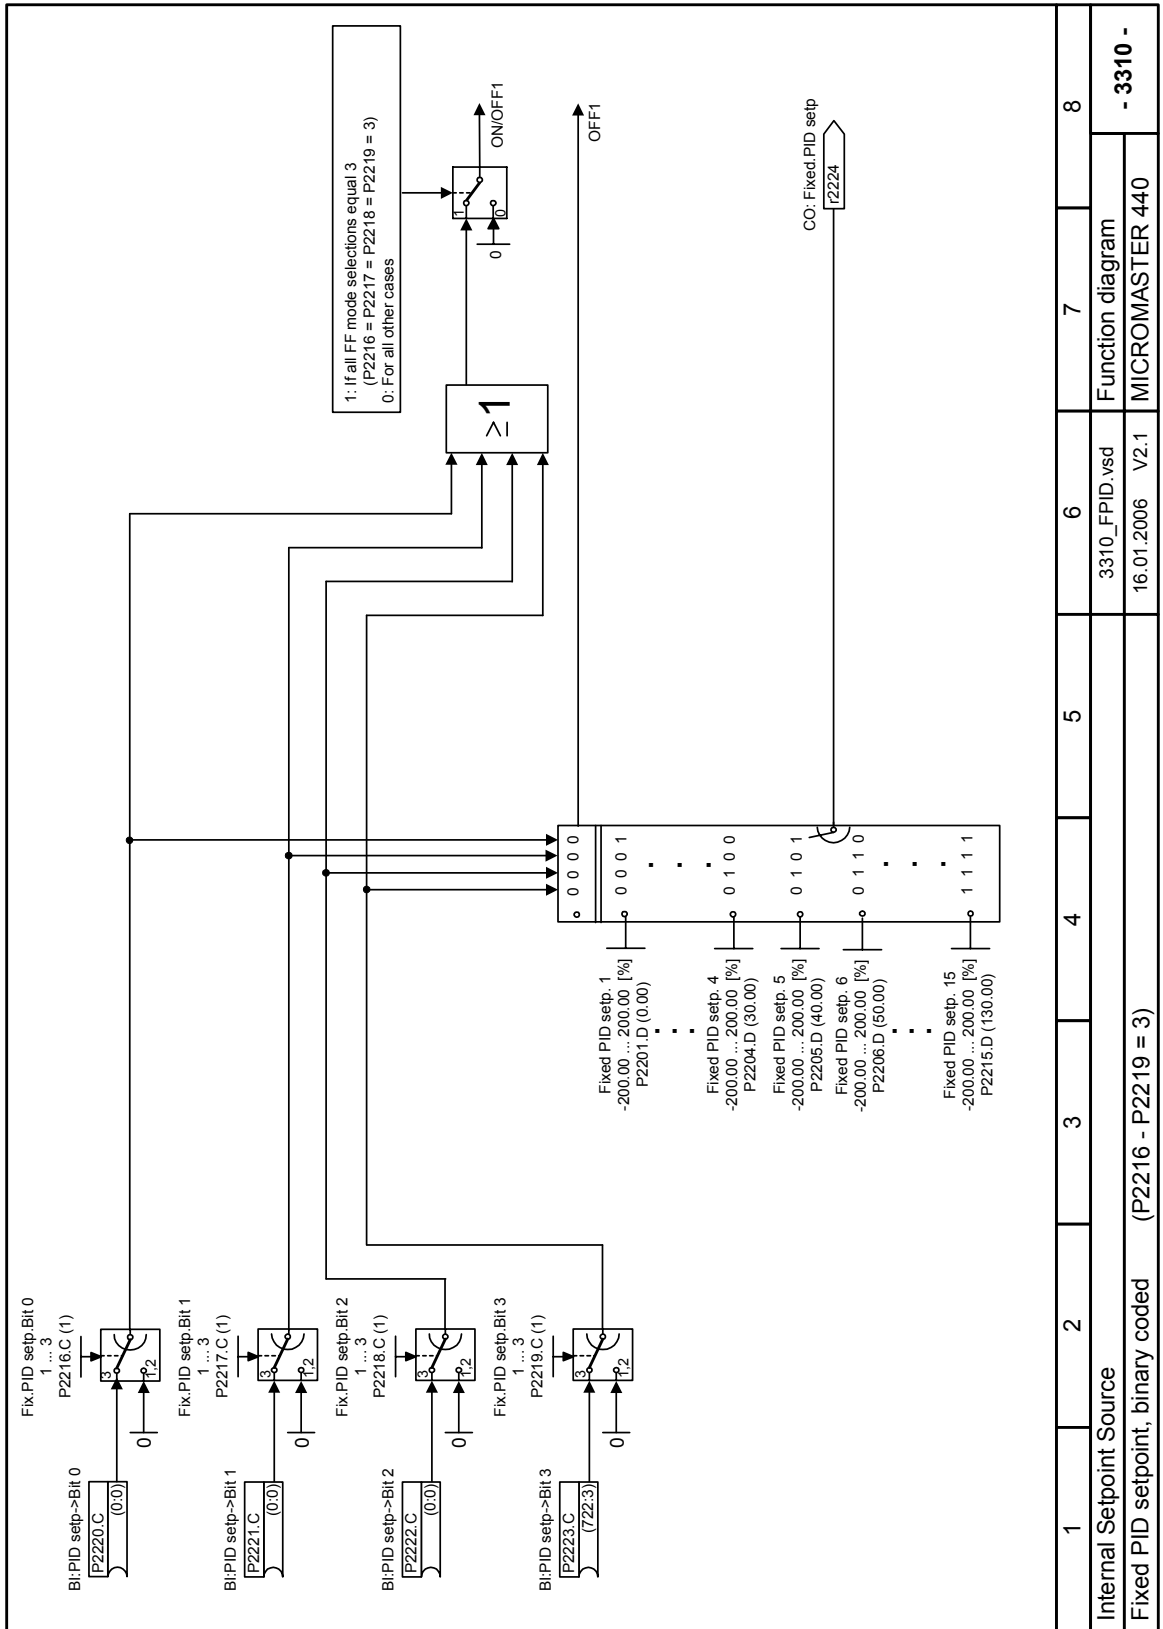 BI:PID setp->Bit 0
P2220.C
(0:0)
0
Fix.PID setp.Bit 0
1 ... 3
P2216.C (1)
3
1,2
BI:PID setp->Bit 1
P2221.C
(0:0)
0
Fix.PID setp.Bit 1
1 ... 3
P2217.C (1)
3
1,2
BI:PID setp->Bit 2
P2222.C
(0:0)
0
Fix.PID setp.Bit 2
1 ... 3
P2218.C (1)
3
1,2
BI:PID setp->Bit 3
P2223.C
(722:3)
0
Fix.PID setp.Bit 3
1 ... 3
P2219.C (1)
3
1,2
1: If all FF mode selections equal 3
(P2216 = P2217 = P2218 = P2219 = 3)
0: For all other cases
≥1
1
0
0
ON/OFF1
0 0 0 0
OFF1
Fixed PID setp. 1
-200.00 ... 200.00 [%]
P2201.D (0.00)
0 0 0 1
. . .
. . .
Fixed PID setp. 4
-200.00 ... 200.00 [%]
P2204.D (30.00)
0 1 0 0
Fixed PID setp. 5
-200.00 ... 200.00 [%]
P2205.D (40.00)
0 1 0 1
Fixed PID setp. 6
-200.00 ... 200.00 [%]
P2206.D (50.00)
0 1 1 0
. . .
. . .
Fixed PID setp. 15
-200.00 ... 200.00 [%]
P2215.D (130.00)
1 1 1 1
CO: Fixed.PID setp
r2224
1 2 3 4 5 6 7 8
Internal Setpoint Source
3310_FPID.vsd
Function diagram
- 3310 -
Fixed PID setpoint, binary coded (P2216 - P2219 = 3)
16.01.2006 V2.1
MICROMASTER 440